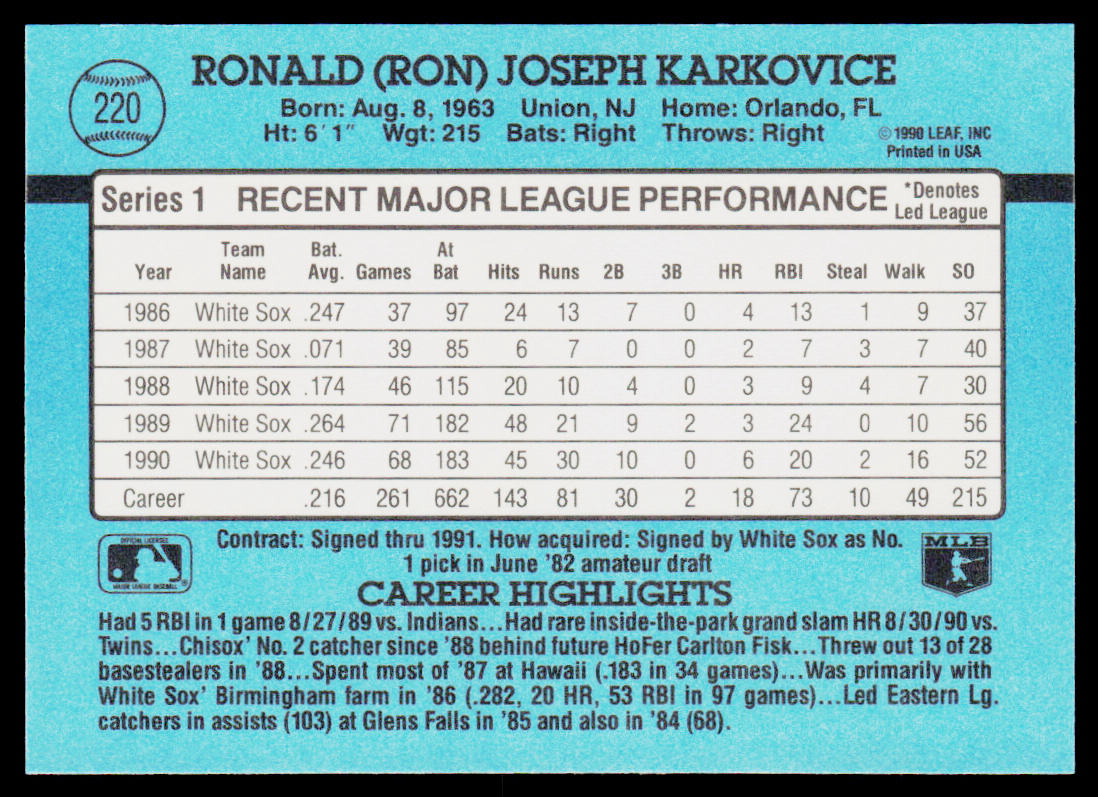 220
RONALD (RON) JOSEPH KARKOVICE
Born: Aug. 8, 1963 Union, NJ Home: Orlando, FL
Ht: 6' 1" Wgt: 215 Bats: Right Throws: Right
© 1990 LEAF, INC
Printed in USA
Series 1 RECENT MAJOR LEAGUE PERFORMANCE *Denotes Led League
Year Team Name Bat. Avg. Games At Bat Hits Runs 2B 3B HR RBI Steal Walk SO
1986 White Sox .247 37 97 24 13 7 0 4 13 1 9 37
1987 White Sox .071 39 85 6 7 0 0 2 7 3 7 40
1988 White Sox .174 46 115 20 10 4 0 3 9 4 7 30
1989 White Sox .264 71 182 48 21 9 2 3 24 0 10 56
1990 White Sox .246 68 183 45 30 10 0 6 20 2 16 52
Career .216 261 662 143 81 30 2 18 73 10 49 215
OFFICIAL LICENSEE
MAJOR LEAGUE BASEBALL
Contract: Signed thru 1991. How acquired: Signed by White Sox as No.
1 pick in June '82 amateur draft
MLB
CAREER HIGHLIGHTS
Had 5 RBI in 1 game 8/27/89 vs. Indians...Had rare inside-the-park grand slam HR 8/30/90 vs.
Twins...Chisox' No. 2 catcher since '88 behind future HoFer Carlton Fisk...Threw out 13 of 28
basestealers in '88...Spent most of '87 at Hawaii (.183 in 34 games)...Was primarily with
White Sox' Birmingham farm in '86 (.282, 20 HR, 53 RBI in 97 games)...Led Eastern Lg.
catchers in assists (103) at Glens Falls in '85 and also in '84 (68).